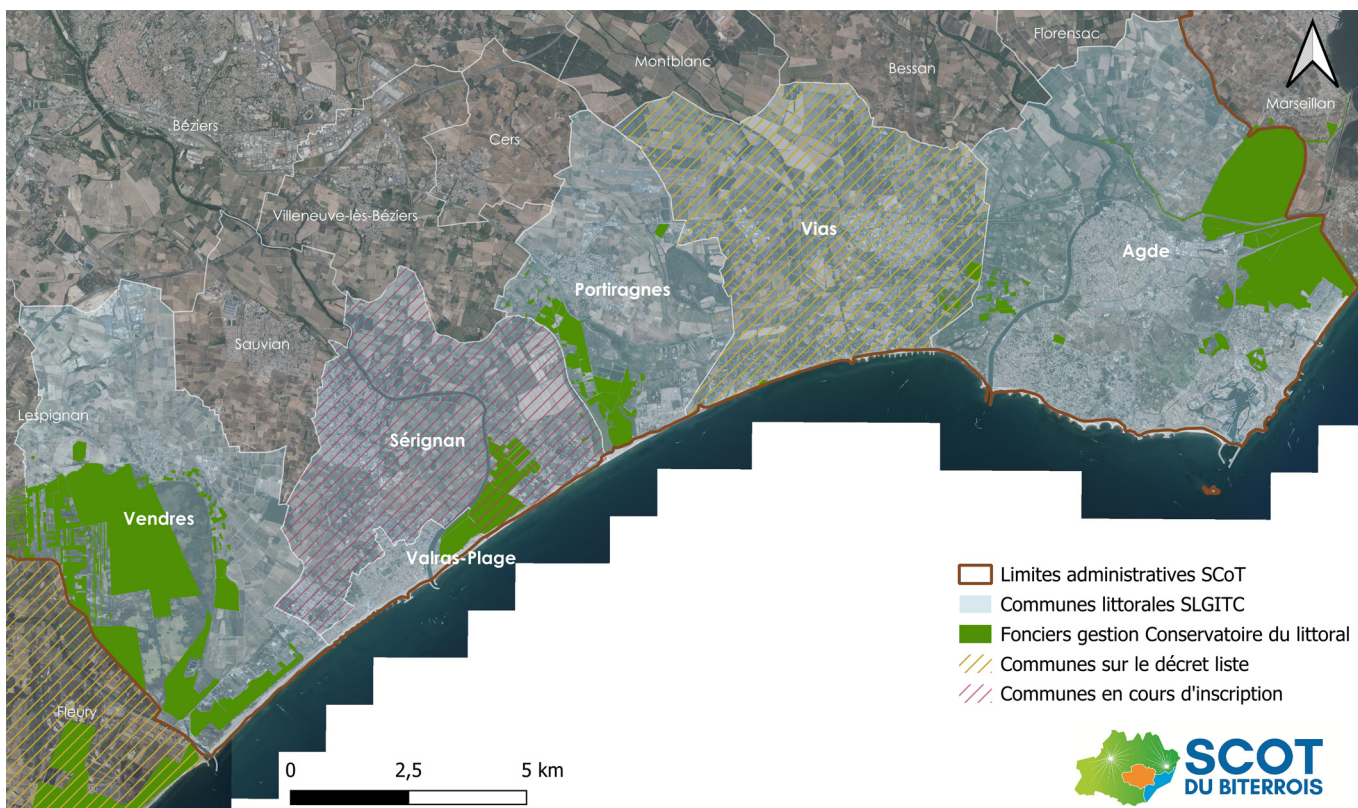 Florensac
Montblanc
Bessan
Marseillan
Béziers
Cers
Villeneuve-lès-Béziers
Vias
Agde
Portiragnes
Sauvian
Lespignan
Sérignan
Vendres
Valras-Plage
Fleury
Limites administratives SCoT
Communes littorales SLGITC
Fonciers gestion Conservatoire du littoral
Communes sur le décret liste
Communes en cours d'inscription
0 2,5 5 km
SCOT
DU BITERROIS